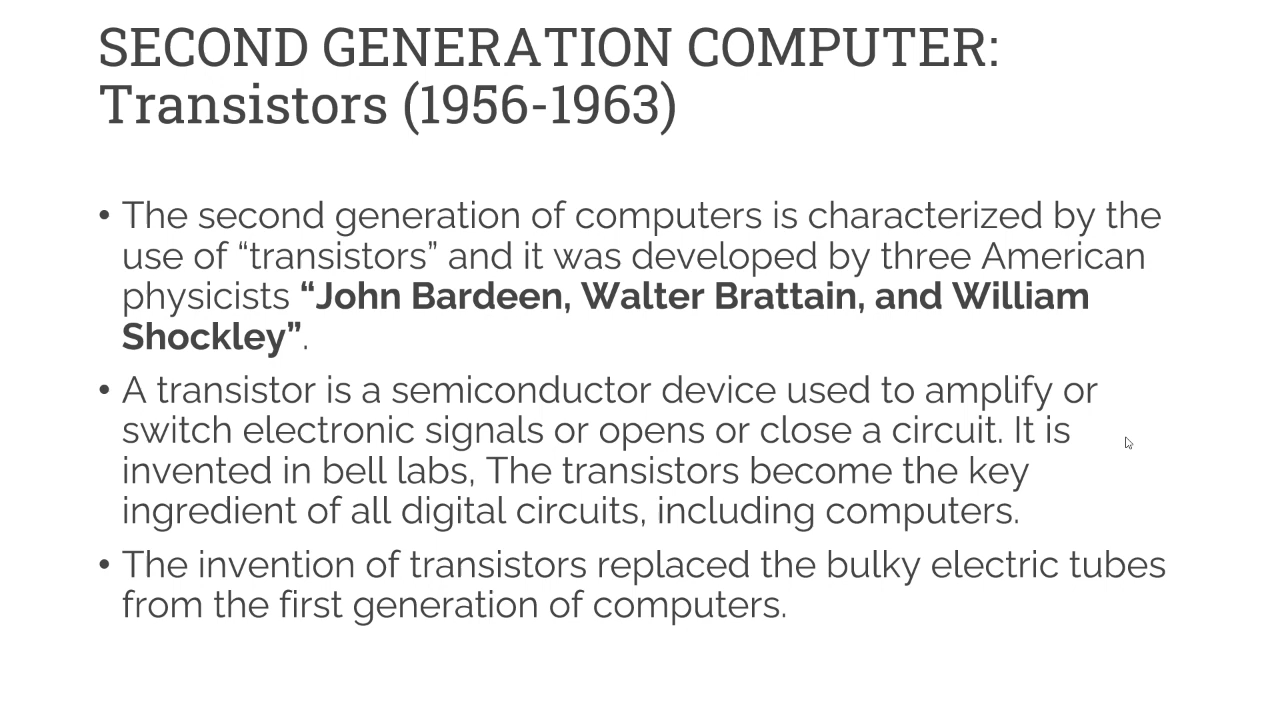 SECOND GENERATION COMPUTER:
Transistors (1956-1963)
• The second generation of computers is characterized by the
use of “transistors” and it was developed by three American
physicists “John Bardeen, Walter Brattain, and William
Shockley”.
• A transistor is a semiconductor device used to amplify or
switch electronic signals or opens or close a circuit. It is
invented in bell labs, The transistors become the key
ingredient of all digital circuits, including computers.
• The invention of transistors replaced the bulky electric tubes
from the first generation of computers.